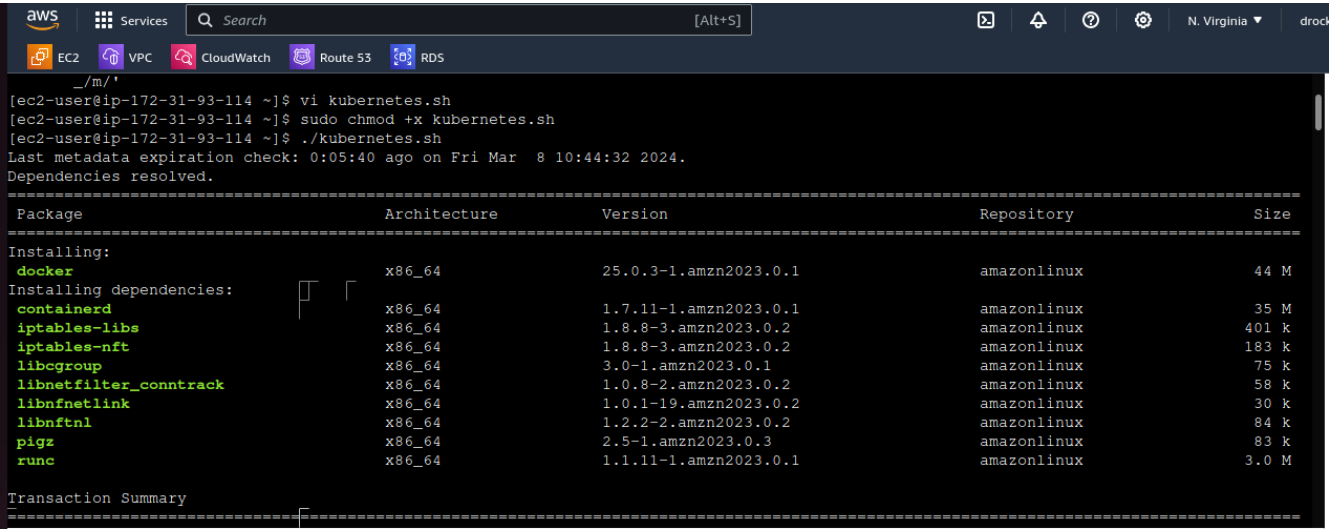 aws Services Search [Alt+S] N. Virginia ▼ drock
EC2 VPC CloudWatch Route 53 RDS
_/m/'
[ec2-user@ip-172-31-93-114 ~]$ vi kubernetes.sh
[ec2-user@ip-172-31-93-114 ~]$ sudo chmod +x kubernetes.sh
[ec2-user@ip-172-31-93-114 ~]$ ./kubernetes.sh
Last metadata expiration check: 0:05:40 ago on Fri Mar  8 10:44:32 2024.
Dependencies resolved.
================================================================================
Package Architecture Version Repository Size
================================================================================
Installing:
docker x86_64 25.0.3-1.amzn2023.0.1 amazonlinux 44 M
Installing dependencies:
containerd x86_64 1.7.11-1.amzn2023.0.1 amazonlinux 35 M
iptables-libs x86_64 1.8.8-3.amzn2023.0.2 amazonlinux 401 k
iptables-nft x86_64 1.8.8-3.amzn2023.0.2 amazonlinux 183 k
libcgroup x86_64 3.0-1.amzn2023.0.1 amazonlinux 75 k
libnetfilter_conntrack x86_64 1.0.8-2.amzn2023.0.2 amazonlinux 58 k
libnfnetlink x86_64 1.0.1-19.amzn2023.0.2 amazonlinux 30 k
libnftnl x86_64 1.2.2-2.amzn2023.0.2 amazonlinux 84 k
pigz x86_64 2.5-1.amzn2023.0.3 amazonlinux 83 k
runc x86_64 1.1.11-1.amzn2023.0.1 amazonlinux 3.0 M
Transaction Summary
================================================================================